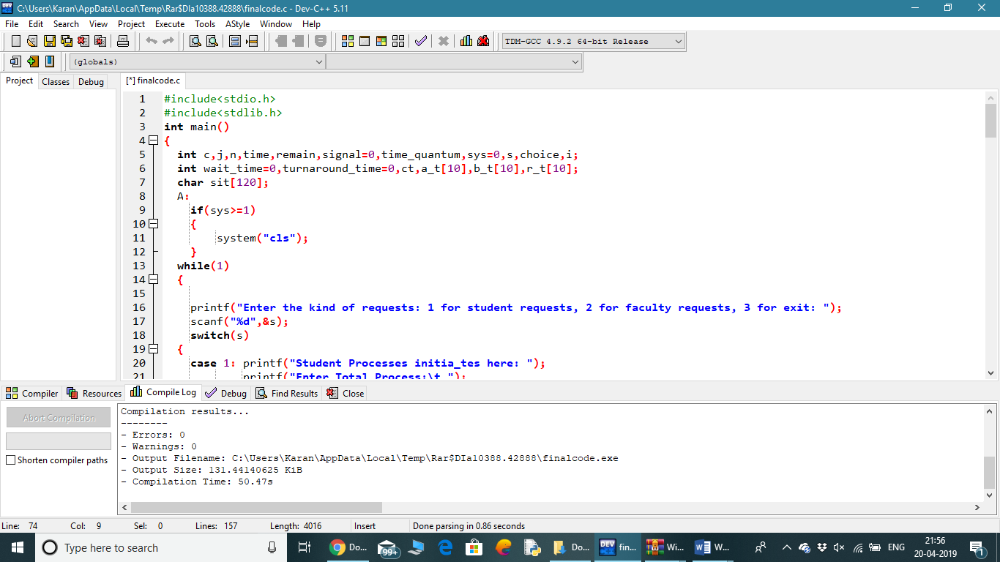 C:\Users\Karan\AppData\Local\Temp\Rar$DIa10388.42888\finalcode.c - Dev-C++ 5.11
File Edit Search View Project Execute Tools AStyle Window Help
TDM-GCC 4.9.2 64-bit Release
(globals)
Project Classes Debug
[*] finalcode.c
1 #include<stdio.h>
2 #include<stdlib.h>
3 int main()
4 {
5 int c,j,n,time,remain,signal=0,time_quantum,sys=0,s,choice,i;
6 int wait_time=0,turnaround_time=0,ct,a_t[10],b_t[10],r_t[10];
7 char sit[120];
8 A:
9 if(sys>=1)
10 {
11 system("cls");
12 }
13 while(1)
14 {
15
16 printf("Enter the kind of requests: 1 for student requests, 2 for faculty requests, 3 for exit: ");
17 scanf("%d",&s);
18 switch(s)
19 {
20 case 1: printf("Student Processes initia_tes here: ");
21 printf("Enter Total Process:\t ");
Compiler Resources Compile Log Debug Find Results Close
Abort Compilation
Shorten compiler paths
Compilation results...
--------
- Errors: 0
- Warnings: 0
- Output Filename: C:\Users\Karan\AppData\Local\Temp\Rar$DIa10388.42888\finalcode.exe
- Output Size: 131.44140625 KiB
- Compilation Time: 50.47s
Line: 74 Col: 9 Sel: 0 Lines: 157 Length: 4016 Insert Done parsing in 0.86 seconds
Type here to search
Do...
99+
Do...
DEV
fin...
Wi...
W...
ENG
21:56
20-04-2019
1